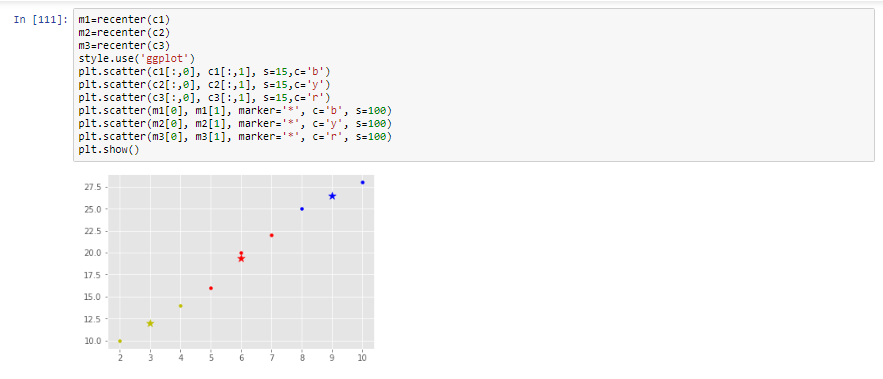 In [111]: m1=recenter(c1)
m2=recenter(c2)
m3=recenter(c3)
style.use('ggplot')
plt.scatter(c1[:,0], c1[:,1], s=15,c='b')
plt.scatter(c2[:,0], c2[:,1], s=15,c='y')
plt.scatter(c3[:,0], c3[:,1], s=15,c='r')
plt.scatter(m1[0], m1[1], marker='*', c='b', s=100)
plt.scatter(m2[0], m2[1], marker='*', c='y', s=100)
plt.scatter(m3[0], m3[1], marker='*', c='r', s=100)
plt.show()
27.5
25.0
22.5
20.0
17.5
15.0
12.5
10.0
2 3 4 5 6 7 8 9 10